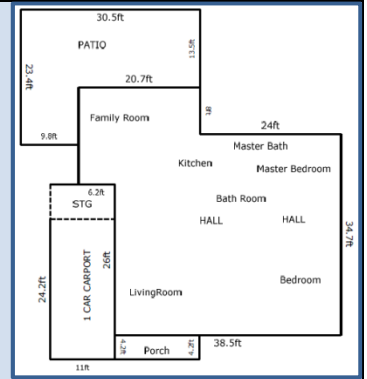 30.5ft
PATIO
13.5ft
23.4ft
20.7ft
8ft
Family Room
24ft
9.8ft
Master Bath
Kitchen
Master Bedroom
6.2ft
Bath Room
STG
HALL
HALL
34.7ft
26ft
1 CAR CARPORT
24.2ft
Bedroom
LivingRoom
4.2ft
Porch
38.5ft
11ft